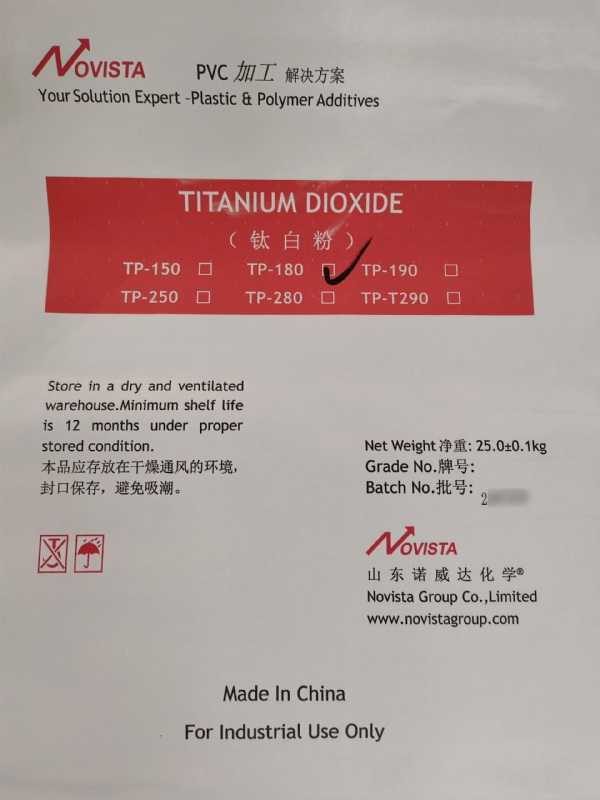 NOVISTA PVC 加工 解决方案
Your Solution Expert -Plastic & Polymer Additives
TITANIUM DIOXIDE
（钛白粉）
TP-150 □ TP-180 ☑ TP-190 □
TP-250 □ TP-280 □ TP-T290 □
Store in a dry and ventilated
warehouse.Minimum shelf life
is 12 months under proper
stored condition.
本品应存放在干燥通风的环境，
封口保存，避免吸潮。
Net Weight 净重: 25.0±0.1kg
Grade No.牌号:
Batch No.批号: 2
NOVISTA
山东诺威达化学®
Novista Group Co.,Limited
www.novistagroup.com
Made In China
For Industrial Use Only